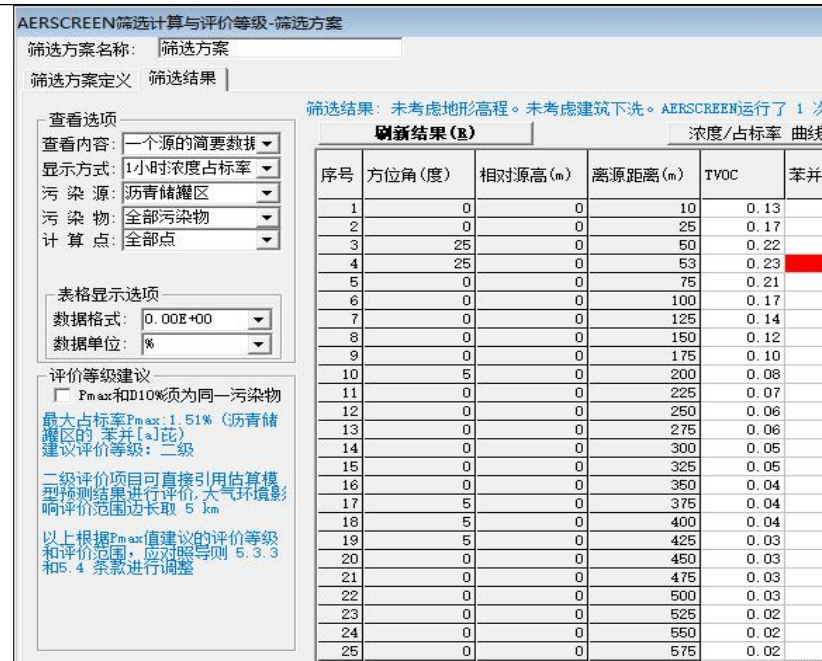 AERSCREEN筛选计算与评价等级-筛选方案
筛选方案名称: 筛选方案
筛选方案定义 筛选结果
筛选结果: 未考虑地形高程。未考虑建筑下洗。AERSCREEN运行了 1 次
查看选项
查看内容: 一个源的简要数据
显示方式: 1小时浓度占标率
污 染 源: 沥青储罐区
污 染 物: 全部污染物
计 算 点: 全部点
表格显示选项
数据格式: 0.00E+00
数据单位: %
评价等级建议
Pmax和D10%须为同一污染物
最大占标率Pmax:1.51% (沥青储
罐区的 苯并[a]芘)
建议评价等级: 二级
二级评价项目可直接引用估算模
型预测结果进行评价,大气环境影
响评价范围边长取 5 km
以上根据Pmax值建议的评价等级
和评价范围，应对照导则 5.3.3
和5.4 条款进行调整
刷新结果(R) 浓度/占标率 曲线
序号 方位角(度) 相对源高(m) 离源距离(m) TVOC 苯并
1 0 0 10 0.13
2 0 0 25 0.17
3 25 0 50 0.22
4 25 0 53 0.23
5 0 0 75 0.21
6 0 0 100 0.17
7 0 0 125 0.14
8 0 0 150 0.12
9 0 0 175 0.10
10 5 0 200 0.08
11 0 0 225 0.07
12 0 0 250 0.06
13 0 0 275 0.06
14 0 0 300 0.05
15 0 0 325 0.05
16 0 0 350 0.04
17 5 0 375 0.04
18 5 0 400 0.04
19 5 0 425 0.03
20 0 0 450 0.03
21 0 0 475 0.03
22 0 0 500 0.03
23 0 0 525 0.02
24 0 0 550 0.02
25 0 0 575 0.02